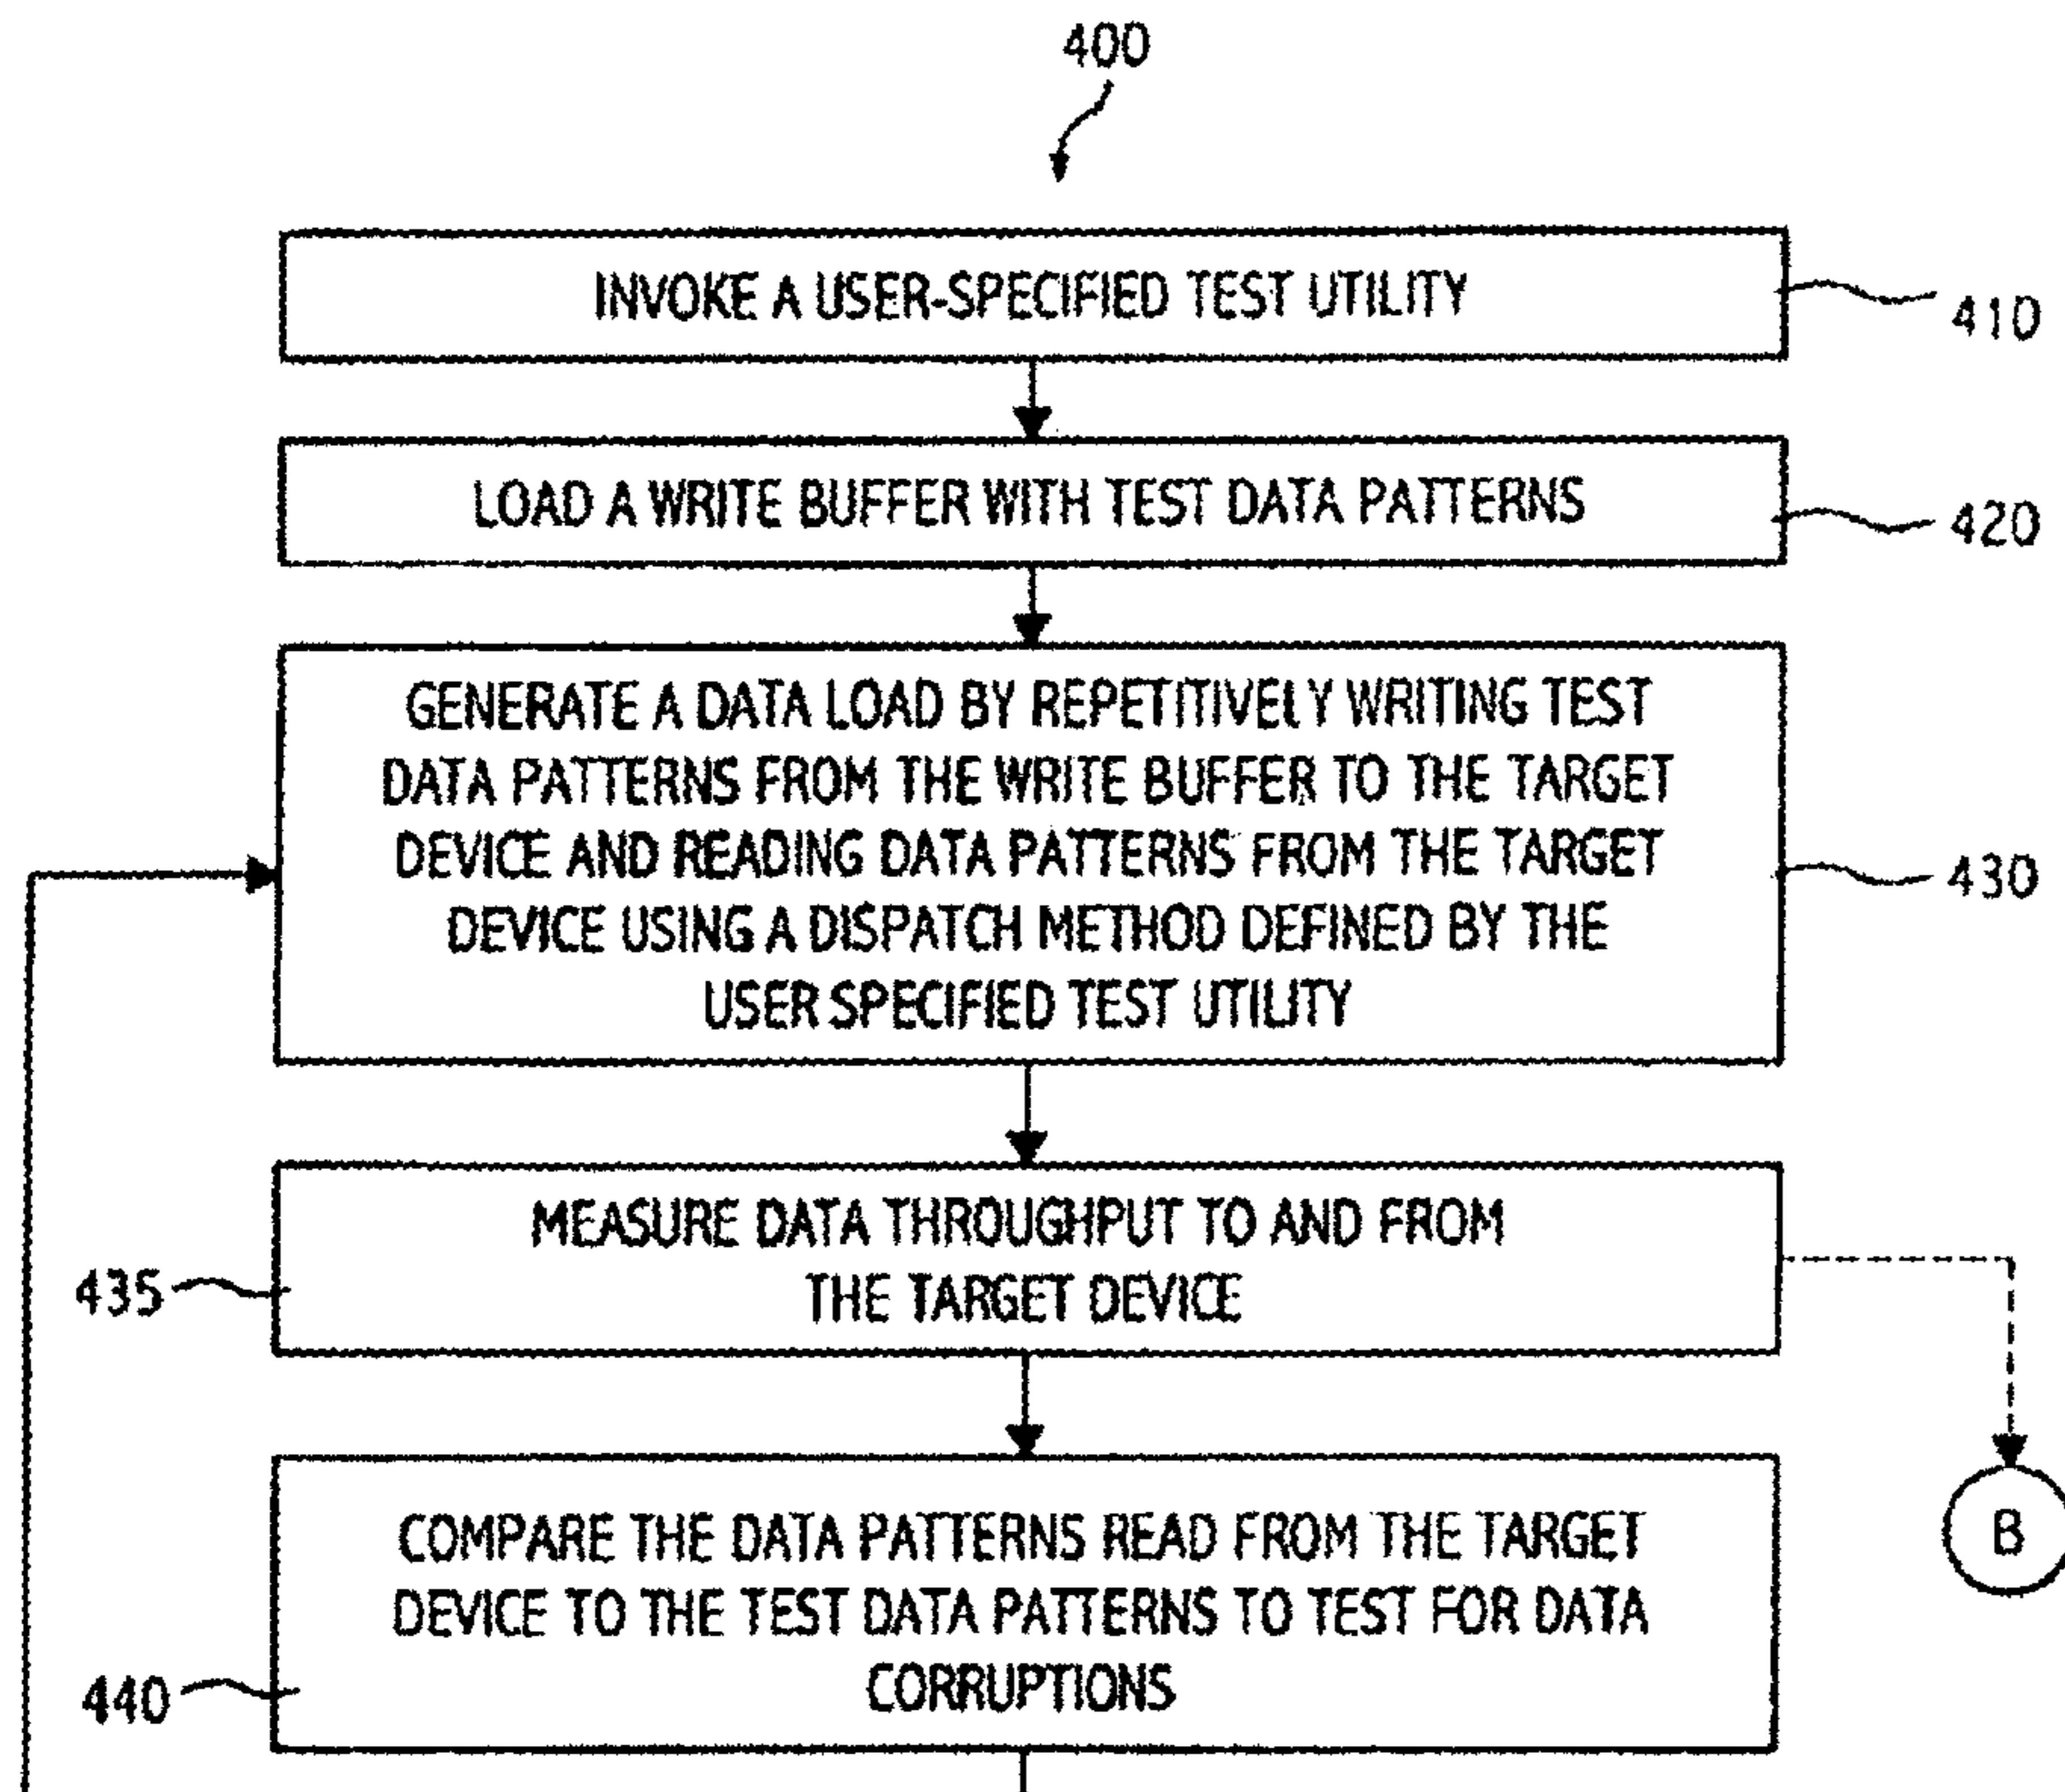 400
INVOKE A USER-SPECIFIED TEST UTILITY
410
LOAD A WRITE BUFFER WITH TEST DATA PATTERNS
420
GENERATE A DATA LOAD BY REPETITIVELY WRITING TEST
DATA PATTERNS FROM THE WRITE BUFFER TO THE TARGET
DEVICE AND READING DATA PATTERNS FROM THE TARGET
DEVICE USING A DISPATCH METHOD DEFINED BY THE
USER SPECIFIED TEST UTILITY
430
MEASURE DATA THROUGHPUT TO AND FROM
THE TARGET DEVICE
435
B
COMPARE THE DATA PATTERNS READ FROM THE TARGET
DEVICE TO THE TEST DATA PATTERNS TO TEST FOR DATA
CORRUPTIONS
440